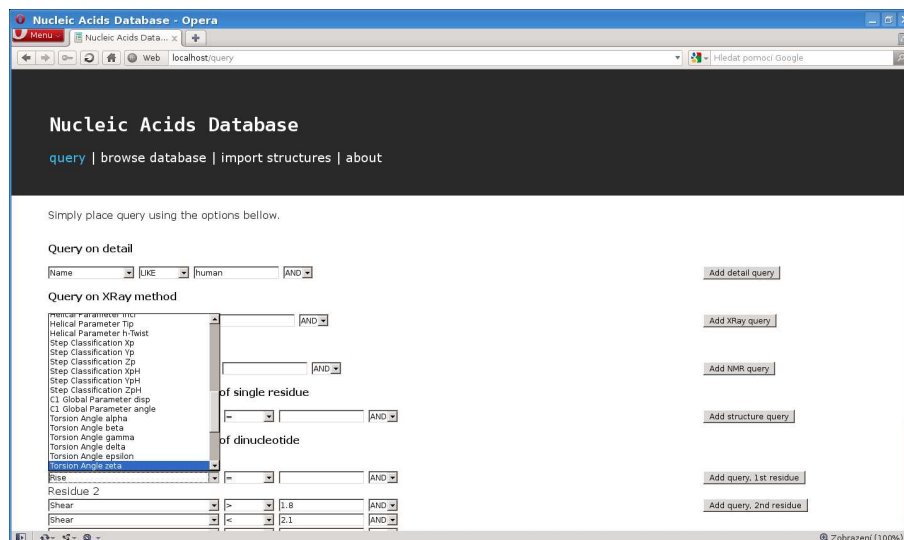 Nucleic Acids Database - Opera
Menu Nucleic Acids Data...
Web localhost/query Hledat pomocí Google
Nucleic Acids Database
query | browse database | import structures | about
Simply place query using the options bellow.
Query on detail
Name LIKE human AND Add detail query
Query on XRay method
AND Add XRay query
Helical Parameter Incl
Helical Parameter Tip
Helical Parameter h-Twist
Step Classification Xp
Step Classification Yp
Step Classification Zp
Step Classification XpH
Step Classification YpH
Step Classification ZpH
C1 Global Parameter disp
C1 Global Parameter angle
Torsion Angle alpha
Torsion Angle beta
Torsion Angle gamma
Torsion Angle delta
Torsion Angle epsilon
Torsion Angle zeta
AND Add NMR query
of single residue
= AND Add structure query
of dinucleotide
Rise = AND Add query, 1st residue
Residue 2
Shear > 1.8 AND Add query, 2nd residue
Shear < 2.1 AND
Zobrazení (100%)